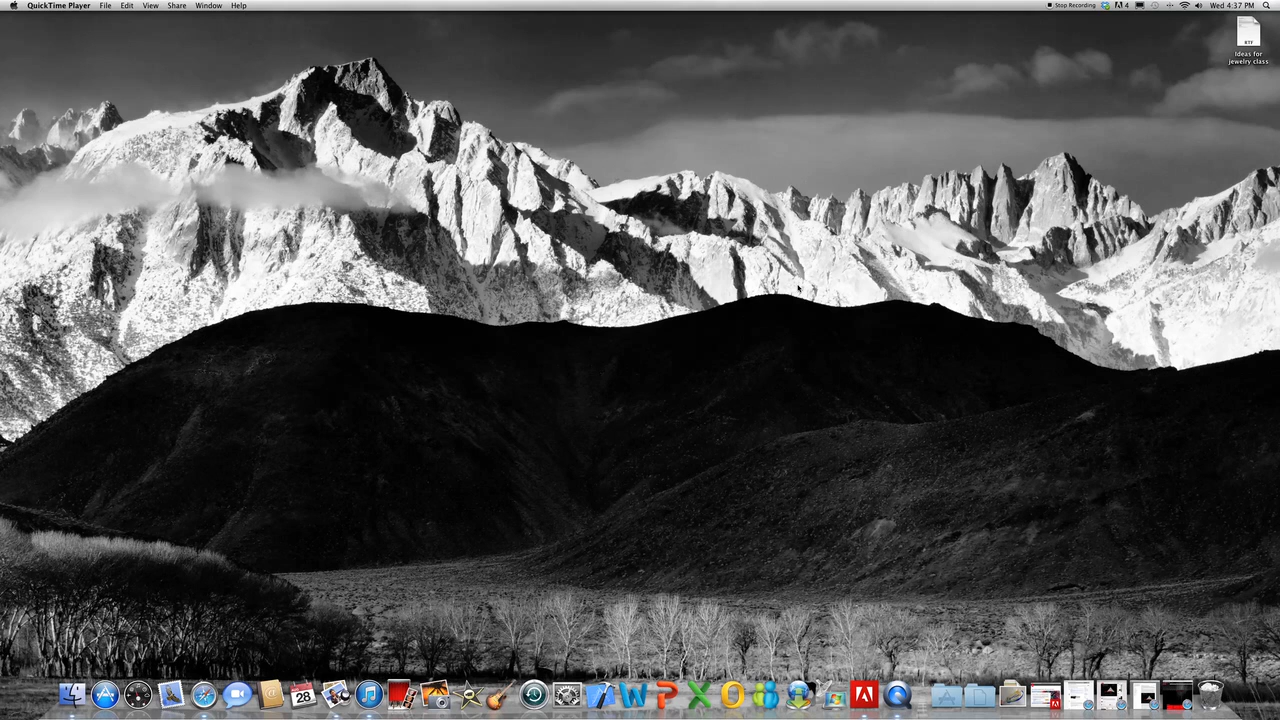 QuickTime Player File Edit View Share Window Help
Stop Recording 4 Wed 4:37 PM
RTF
Ideas for
jewelry class
28